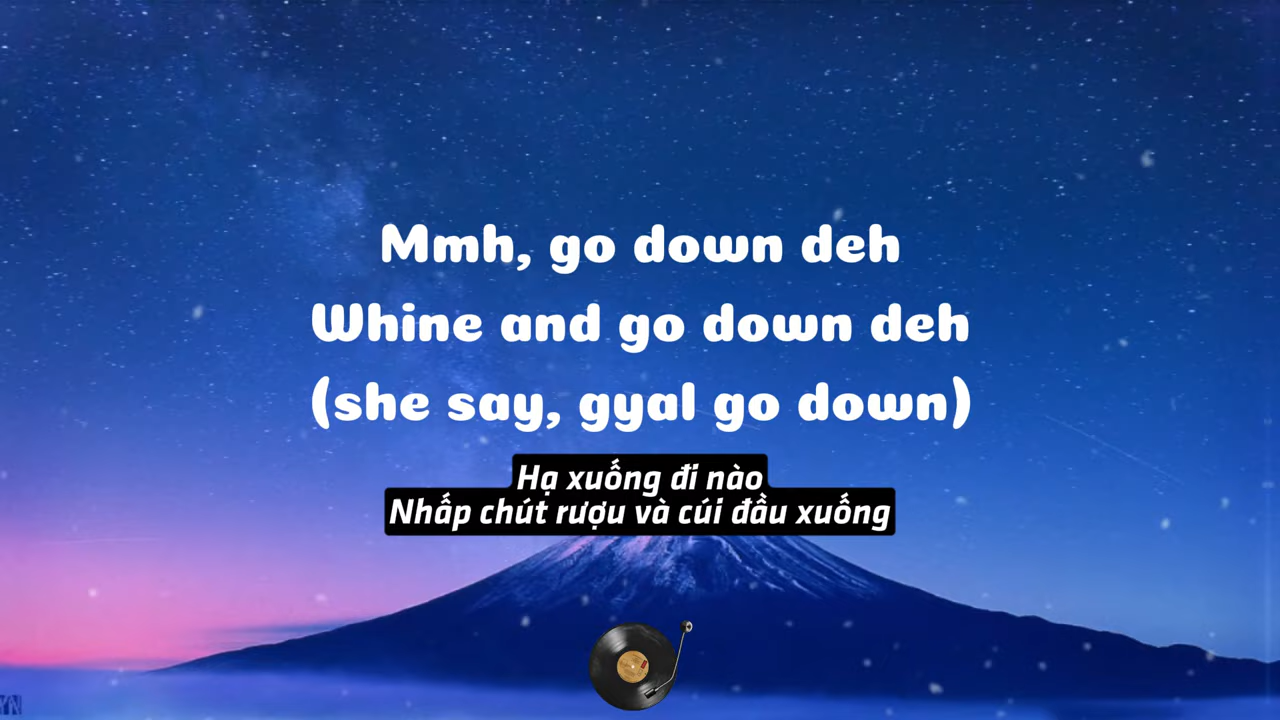 Mmh, go down deh
Whine and go down deh
(she say, gyal go down)
Hạ xuống đi nào
Nhấp chút rượu và cúi đầu xuống